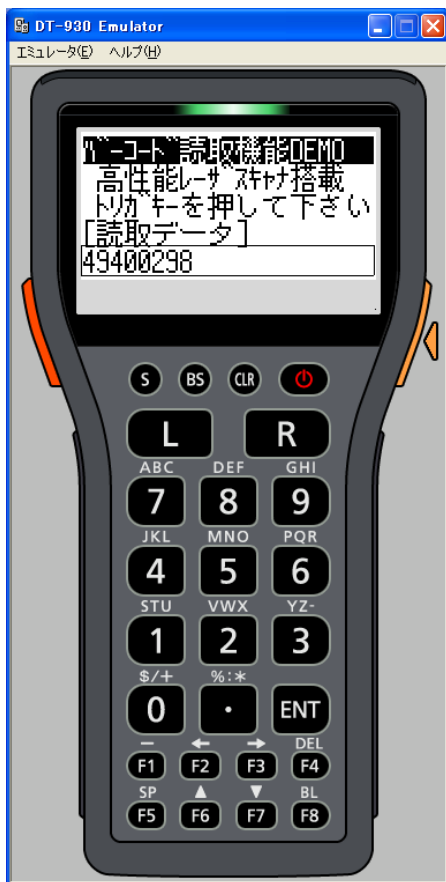 DT-930 Emulator
エミュレータ(E) ヘルプ(H)
ﾊﾞｰｺｰﾄﾞ読取機能DEMO
高性能ﾚｰｻﾞｽｷｬﾅ搭載
ﾄﾘｶﾞｷｰを押して下さい
[読取データ]
49400298
S BS CLR
L R
ABC DEF GHI
7 8 9
JKL MNO PQR
4 5 6
STU VWX YZ-
1 2 3
$/+ %:*
0 . ENT
− ← → DEL
F1 F2 F3 F4
SP ▲ ▼ BL
F5 F6 F7 F8